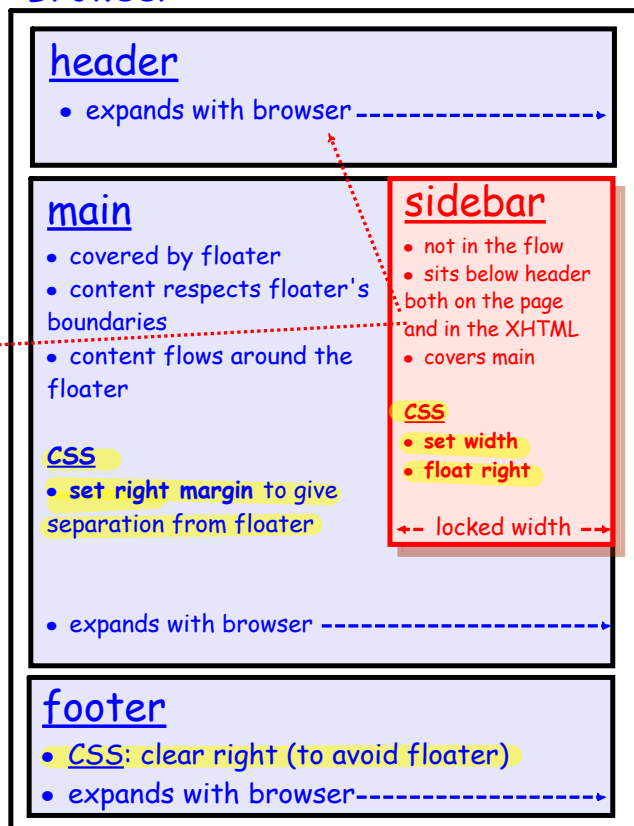 Browser
header
• expands with browser
main
• covered by floater
• content respects floater's
boundaries
• content flows around the
floater
CSS
• set right margin to give
separation from floater
• expands with browser
sidebar
• not in the flow
• sits below header
both on the page
and in the XHTML
• covers main
CSS
• set width
• float right
locked width
footer
• CSS: clear right (to avoid floater)
• expands with browser